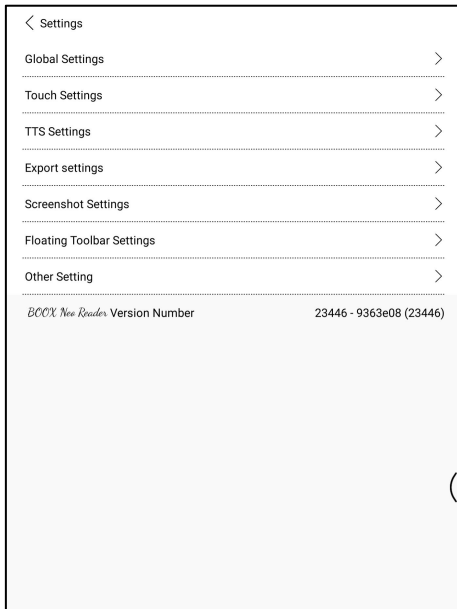 Settings
Global Settings
Touch Settings
TTS Settings
Export settings
Screenshot Settings
Floating Toolbar Settings
Other Setting
BOOX Neo Reader Version Number 23446 - 9363e08 (23446)